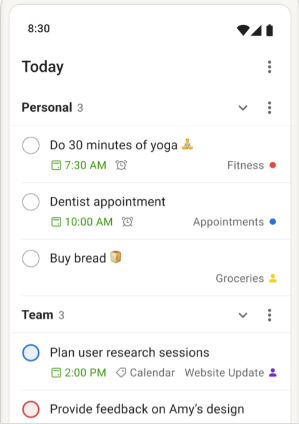 8:30
Today
Personal 3
Do 30 minutes of yoga 🧘
7:30 AM Fitness
Dentist appointment
10:00 AM Appointments
Buy bread 🍞
Groceries
Team 3
Plan user research sessions
2:00 PM Calendar Website Update
Provide feedback on Amy's design